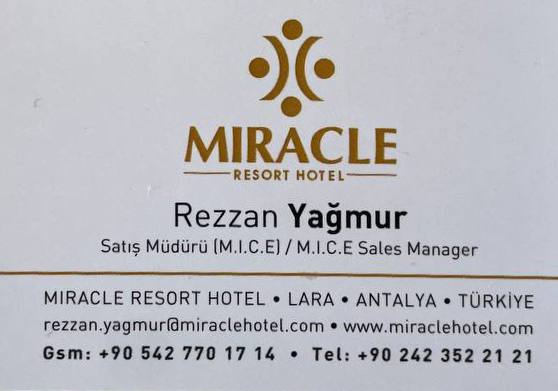 MIRACLE
RESORT HOTEL
Rezzan Yağmur
Satış Müdürü (M.I.C.E) / M.I.C.E Sales Manager
MIRACLE RESORT HOTEL • LARA • ANTALYA • TÜRKİYE
rezzan.yagmur@miraclehotel.com • www.miraclehotel.com
Gsm: +90 542 770 17 14 • Tel: +90 242 352 21 21